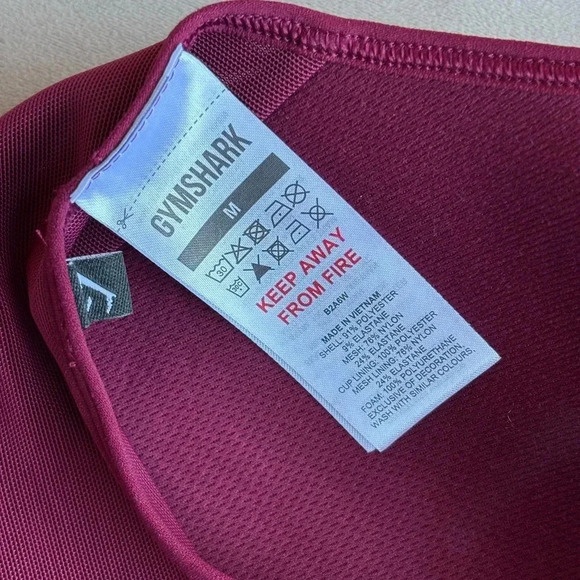 GYMSHARK
M
30
KEEP AWAY
FROM FIRE
B2A6W
MADE IN VIETNAM
SHELL: 91% POLYESTER
9% ELASTANE
MESH: 76% NYLON
24% ELASTANE
CUP LINING: 100% POLYESTER
MESH LINING: 76% NYLON
24% ELASTANE
FOAM: 100% POLYURETHANE
EXCLUSIVE OF DECORATION.
WASH WITH SIMILAR COLOURS.